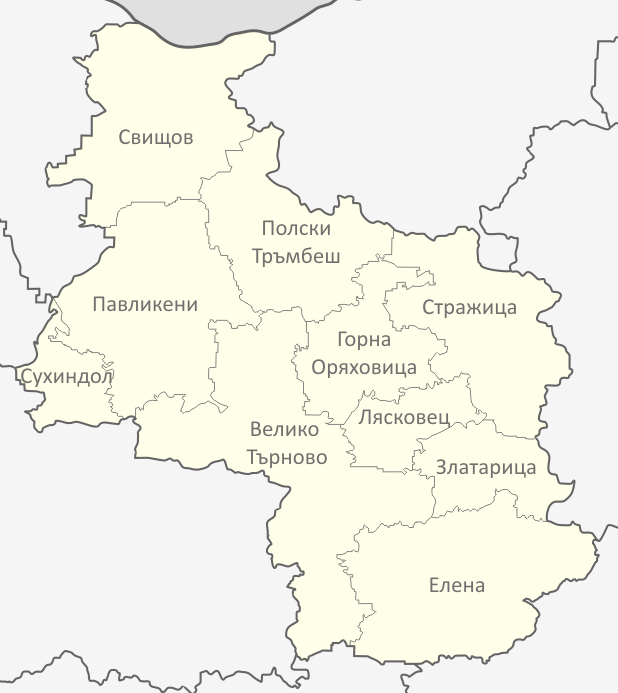 Свищов
Полски
Тръмбеш
Павликени
Стражица
Горна
Оряховица
Сухиндол
Лясковец
Велико
Търново
Златарица
Елена